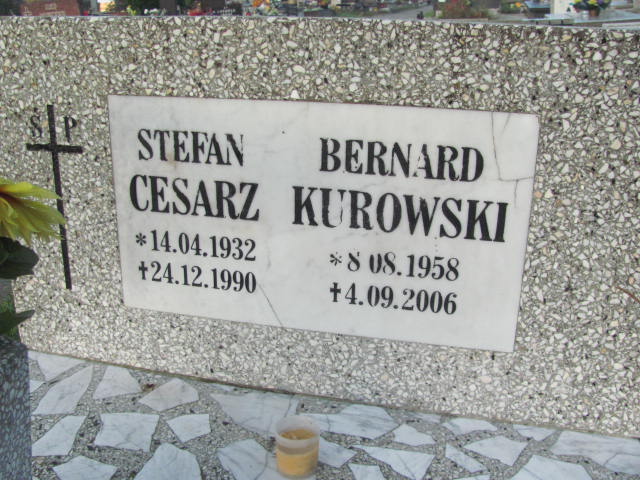 S P
STEFAN
CESARZ
*14.04.1932
✝24.12.1990
BERNARD
KUROWSKI
*8 08.1958
✝4.09.2006